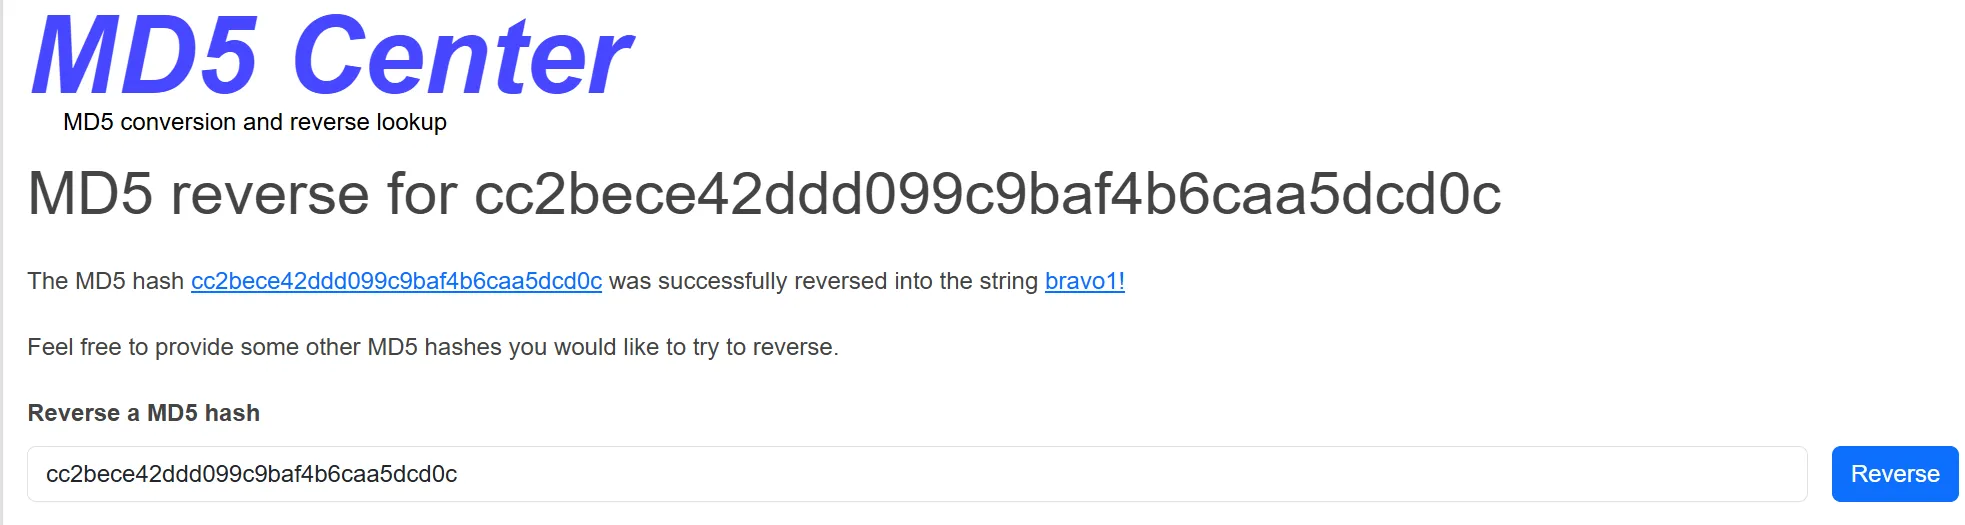 MD5 Center
MD5 conversion and reverse lookup
MD5 reverse for cc2bece42ddd099c9baf4b6caa5dcd0c
The MD5 hash cc2bece42ddd099c9baf4b6caa5dcd0c was successfully reversed into the string bravo1!
Feel free to provide some other MD5 hashes you would like to try to reverse.
Reverse a MD5 hash
cc2bece42ddd099c9baf4b6caa5dcd0c
Reverse